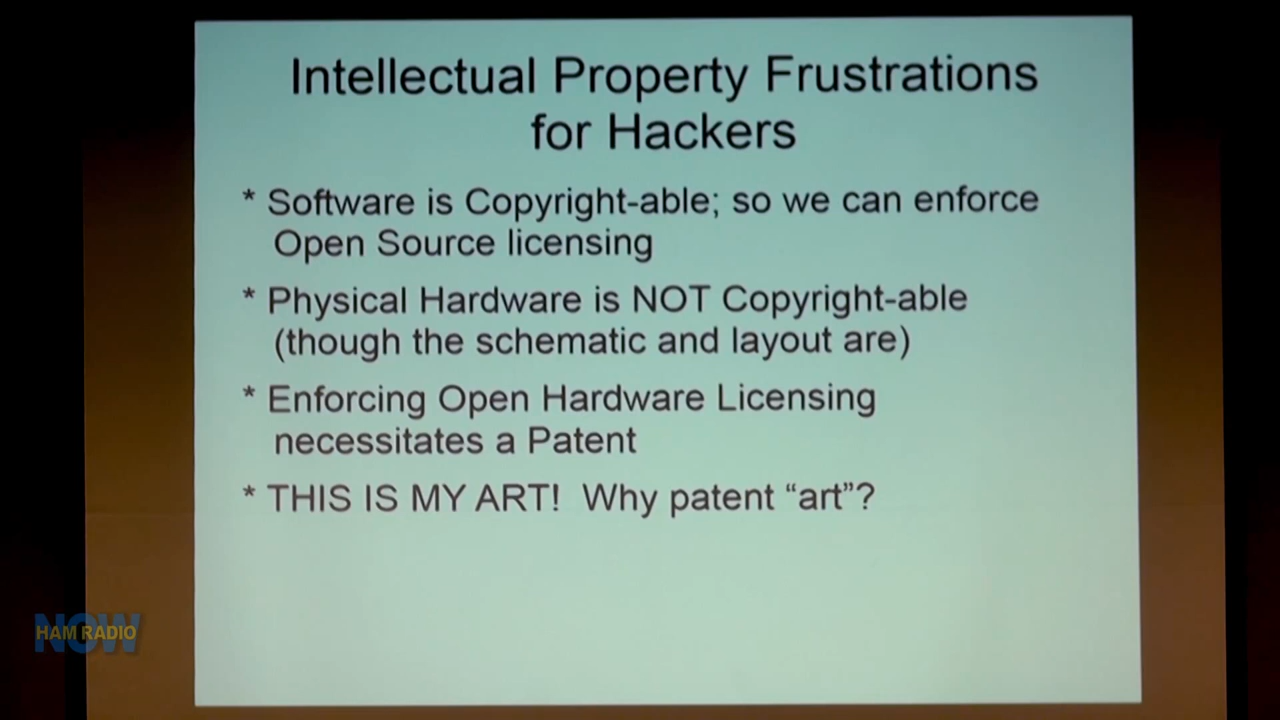 Intellectual Property Frustrations
for Hackers
* Software is Copyright-able; so we can enforce
Open Source licensing
* Physical Hardware is NOT Copyright-able
(though the schematic and layout are)
* Enforcing Open Hardware Licensing
necessitates a Patent
* THIS IS MY ART!  Why patent “art”?
NOW
HAM RADIO